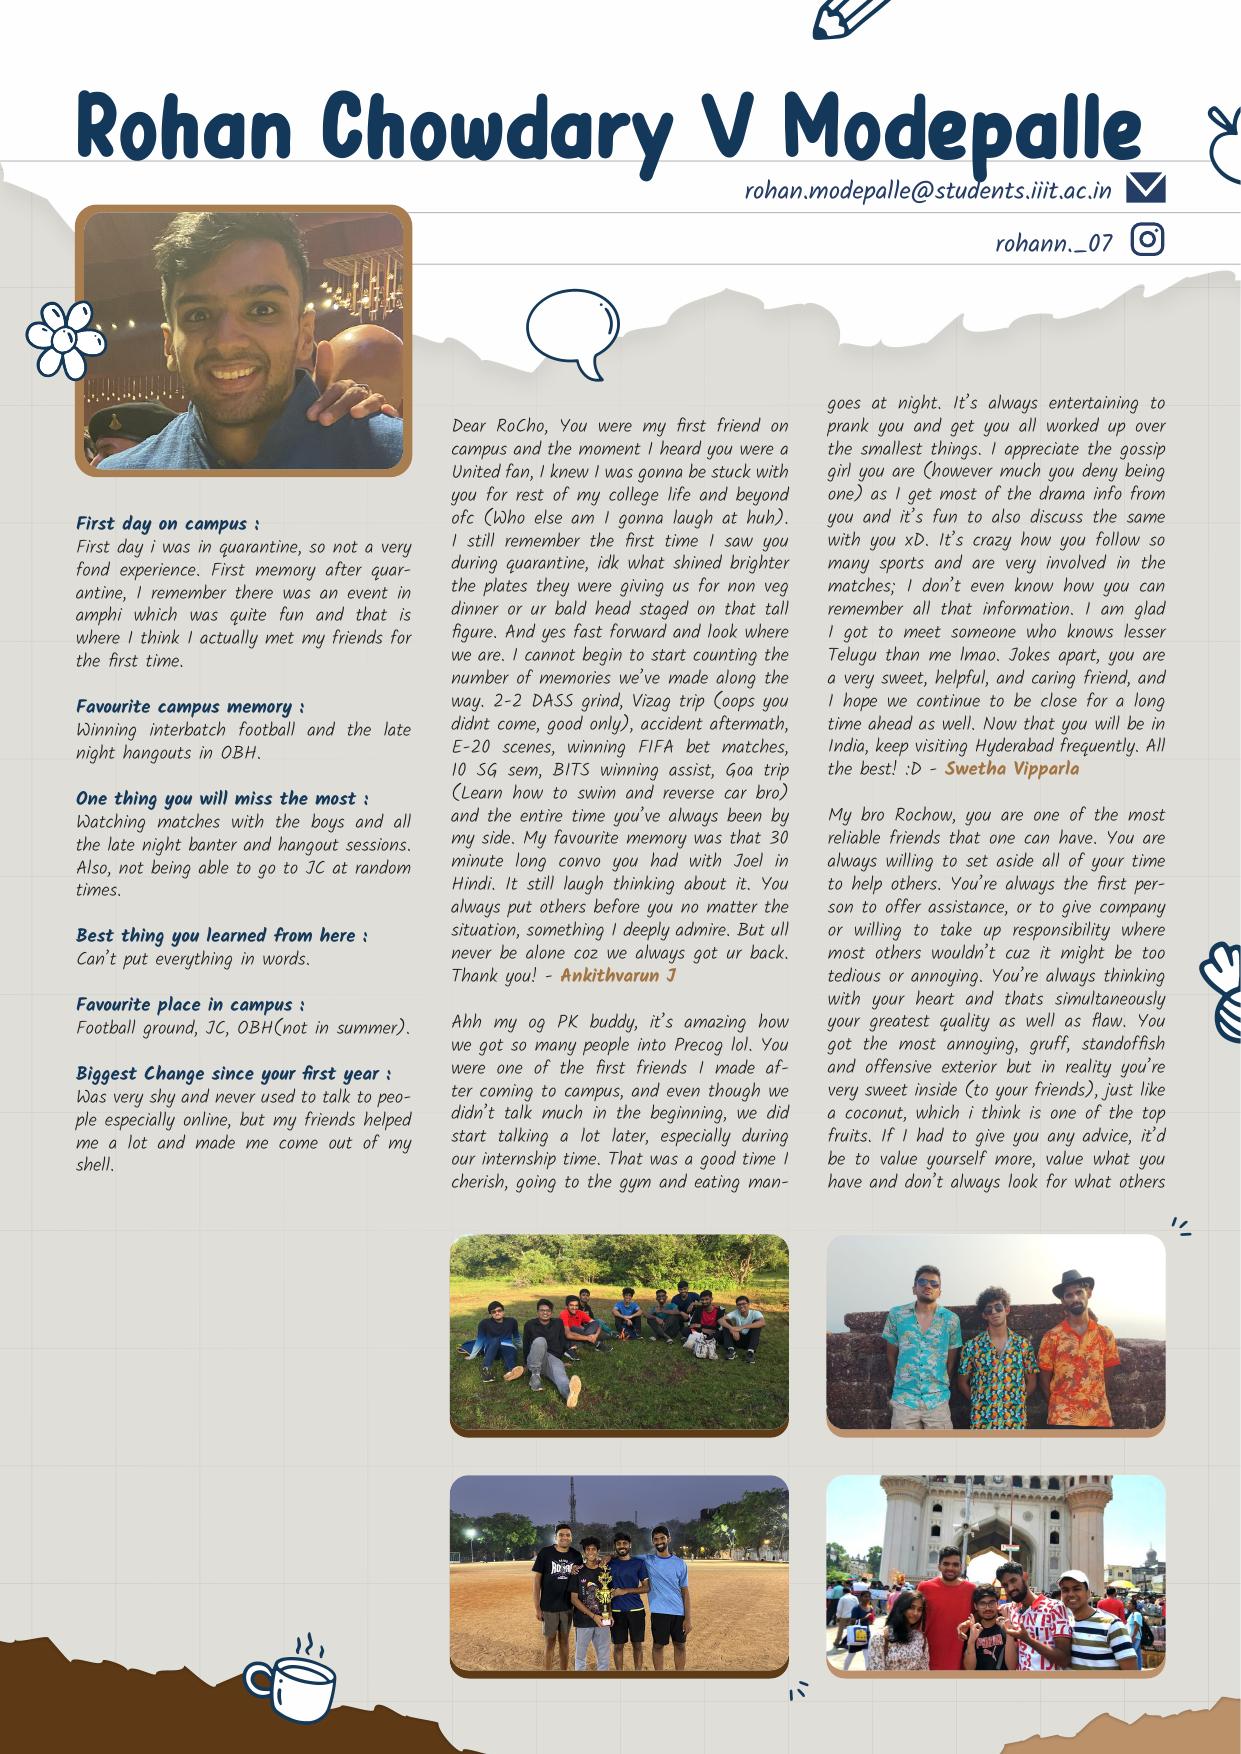 Rohan Chowdary V Modepalle
rohan.modepalle@students.iiit.ac.in
rohann._07
First day on campus :
First day i was in quarantine, so not a very
fond experience. First memory after quar-
antine, I remember there was an event in
amphi which was quite fun and that is
where I think I actually met my friends for
the first time.
Favourite campus memory :
Winning interbatch football and the late
night hangouts in OBH.
One thing you will miss the most :
Watching matches with the boys and all
the late night banter and hangout sessions.
Also, not being able to go to JC at random
times.
Best thing you learned from here :
Can't put everything in words.
Favourite place in campus :
Football ground, JC, OBH(not in summer).
Biggest Change since your first year :
Was very shy and never used to talk to peo-
ple especially online, but my friends helped
me a lot and made me come out of my
shell.
Dear RoCho, You were my first friend on
campus and the moment I heard you were a
United fan, I knew I was gonna be stuck with
you for rest of my college life and beyond
ofc (Who else am I gonna laugh at huh).
I still remember the first time I saw you
during quarantine, idk what shined brighter
the plates they were giving us for non veg
dinner or ur bald head staged on that tall
figure. And yes fast forward and look where
we are. I cannot begin to start counting the
number of memories we've made along the
way. 2-2 DASS grind, Vizag trip (oops you
didnt come, good only), accident aftermath,
E-20 scenes, winning FIFA bet matches,
10 SG sem, BITS winning assist, Goa trip
(Learn how to swim and reverse car bro)
and the entire time you've always been by
my side. My favourite memory was that 30
minute long convo you had with Joel in
Hindi. It still laugh thinking about it. You
always put others before you no matter the
situation, something I deeply admire. But ull
never be alone coz we always got ur back.
Thank you! - Ankithvarun J
Ahh my og PK buddy, it's amazing how
we got so many people into Precog lol. You
were one of the first friends I made af-
ter coming to campus, and even though we
didn't talk much in the beginning, we did
start talking a lot later, especially during
our internship time. That was a good time I
cherish, going to the gym and eating man-
goes at night. It's always entertaining to
prank you and get you all worked up over
the smallest things. I appreciate the gossip
girl you are (however much you deny being
one) as I get most of the drama info from
you and it's fun to also discuss the same
with you xD. It's crazy how you follow so
many sports and are very involved in the
matches; I don't even know how you can
remember all that information. I am glad
I got to meet someone who knows lesser
Telugu than me lmao. Jokes apart, you are
a very sweet, helpful, and caring friend, and
I hope we continue to be close for a long
time ahead as well. Now that you will be in
India, keep visiting Hyderabad frequently. All
the best! :D - Swetha Vipparla
My bro Rochow, you are one of the most
reliable friends that one can have. You are
always willing to set aside all of your time
to help others. You're always the first per-
son to offer assistance, or to give company
or willing to take up responsibility where
most others wouldn't cuz it might be too
tedious or annoying. You're always thinking
with your heart and thats simultaneously
your greatest quality as well as flaw. You
got the most annoying, gruff, standoffish
and offensive exterior but in reality you're
very sweet inside (to your friends), just like
a coconut, which i think is one of the top
fruits. If I had to give you any advice, it'd
be to value yourself more, value what you
have and don't always look for what others